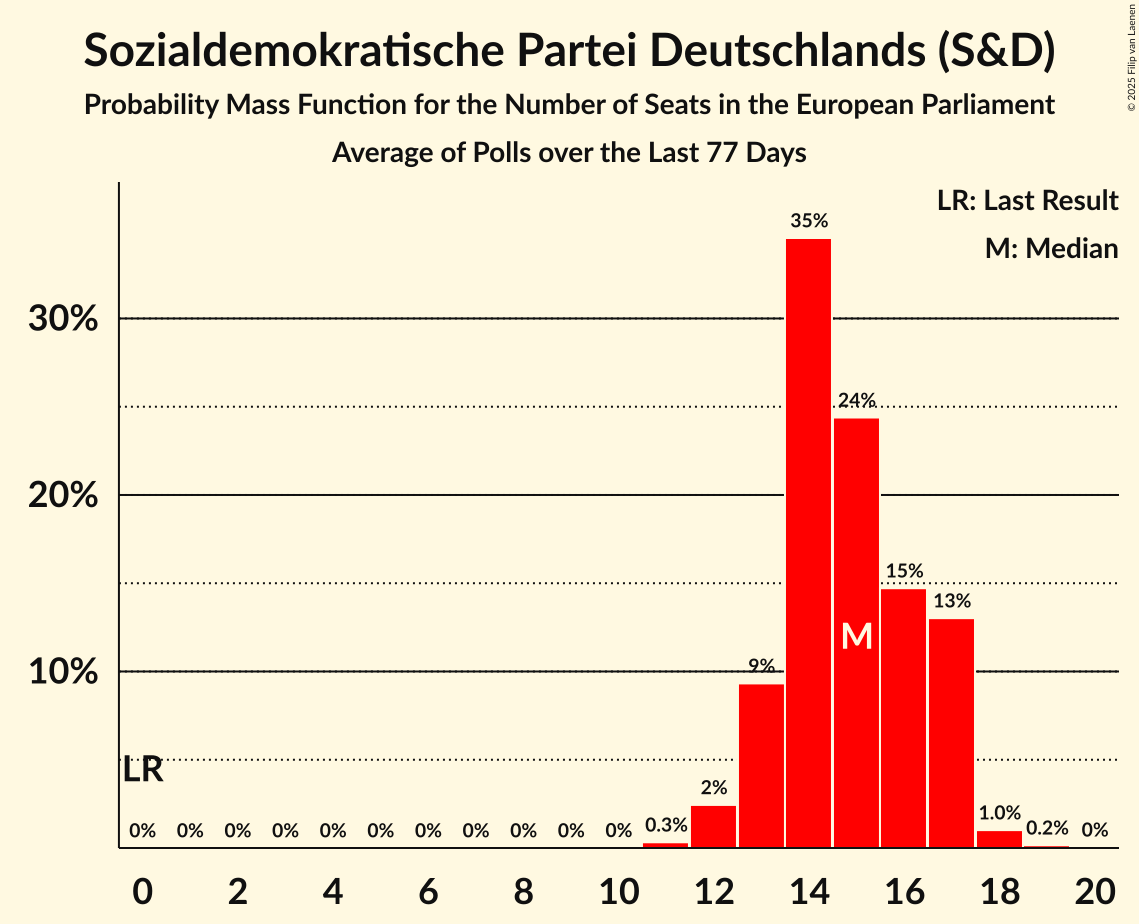 Sozialdemokratische Partei Deutschlands (S&D)
Probability Mass Function for the Number of Seats in the European Parliament
Average of Polls over the Last 77 Days
© 2025 Filip van Laenen
LR: Last Result
M: Median
35%
30%
24%
20%
15%
13%
M
10%
9%
LR
2%
0% 0% 0% 0% 0% 0% 0% 0% 0% 0% 0% 0.3% 1.0% 0.2% 0%
0 2 4 6 8 10 12 14 16 18 20